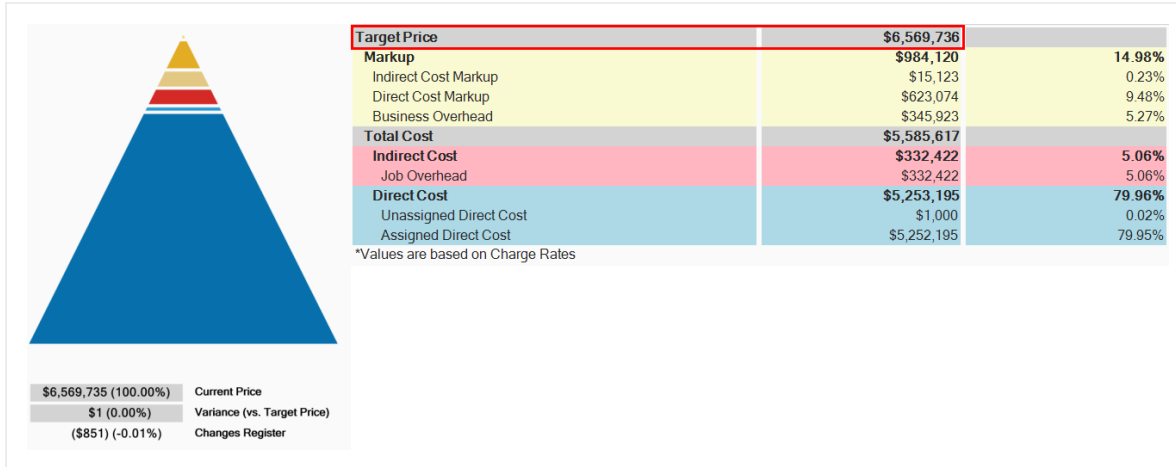 Target Price $6,569,736
Markup $984,120 14.98%
Indirect Cost Markup $15,123 0.23%
Direct Cost Markup $623,074 9.48%
Business Overhead $345,923 5.27%
Total Cost $5,585,617
Indirect Cost $332,422 5.06%
Job Overhead $332,422 5.06%
Direct Cost $5,253,195 79.96%
Unassigned Direct Cost $1,000 0.02%
Assigned Direct Cost $5,252,195 79.95%
*Values are based on Charge Rates
$6,569,735 (100.00%) Current Price
$1 (0.00%) Variance (vs. Target Price)
($851) (-0.01%) Changes Register